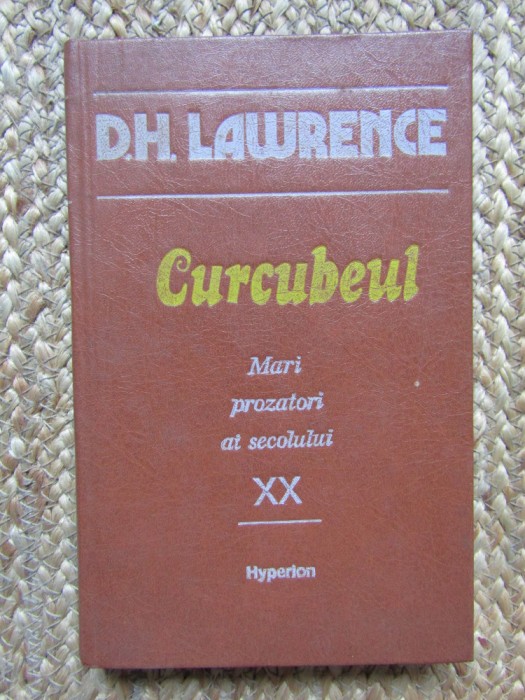 D.H. LAWRENCE
Curcubeul
Mari
prozatori
ai secolului
XX
Hyperion